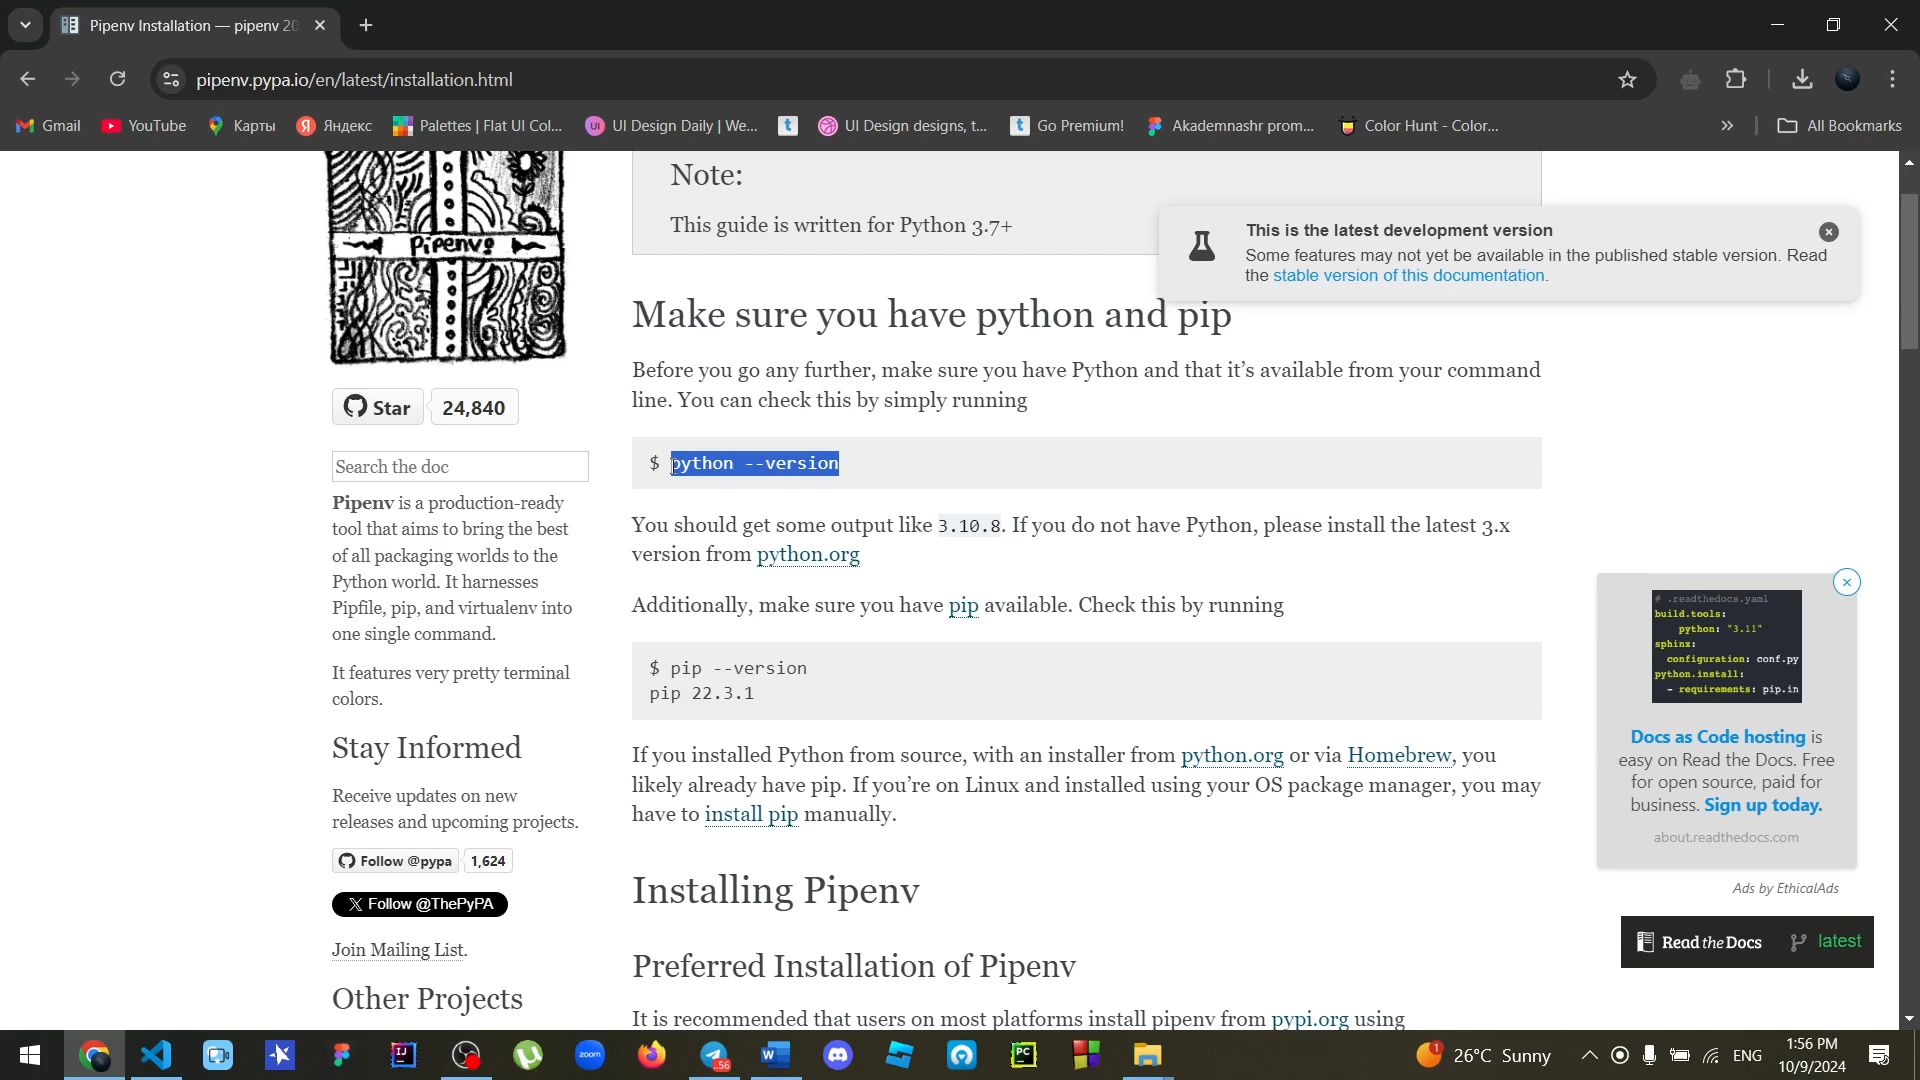 Pipenv Installation — pipenv 20
pipenv.pypa.io/en/latest/installation.html
Gmail
YouTube
Карты
Яндекс
Palettes | Flat UI Col...
UI Design Daily | We...
UI Design designs, t...
Go Premium!
Akademnashr prom...
Color Hunt - Color...
All Bookmarks
Pipenv
Star
24,840
Search the doc
Pipenv is a production-ready
tool that aims to bring the best
of all packaging worlds to the
Python world. It harnesses
Pipfile, pip, and virtualenv into
one single command.
It features very pretty terminal
colors.
Stay Informed
Receive updates on new
releases and upcoming projects.
Follow @pypa
1,624
Follow @ThePyPA
Join Mailing List.
Other Projects
Note:
This guide is written for Python 3.7+
This is the latest development version
Some features may not yet be available in the published stable version. Read
the stable version of this documentation.
Make sure you have python and pip
Before you go any further, make sure you have Python and that it's available from your command
line. You can check this by simply running
$ python --version
You should get some output like 3.10.8. If you do not have Python, please install the latest 3.x
version from python.org
Additionally, make sure you have pip available. Check this by running
$ pip --version
pip 22.3.1
If you installed Python from source, with an installer from python.org or via Homebrew, you
likely already have pip. If you're on Linux and installed using your OS package manager, you may
have to install pip manually.
Installing Pipenv
Preferred Installation of Pipenv
It is recommended that users on most platforms install pipenv from pypi.org using
# .readthedocs.yaml
build.tools:
python: "3.11"
sphinx:
configuration: conf.py
python.install:
- requirements: pip.in
Docs as Code hosting is
easy on Read the Docs. Free
for open source, paid for
business. Sign up today.
about.readthedocs.com
Ads by EthicalAds
Read the Docs
latest
IJ
56
zoom
W
PC
1
26°C Sunny
ENG
1:56 PM
10/9/2024